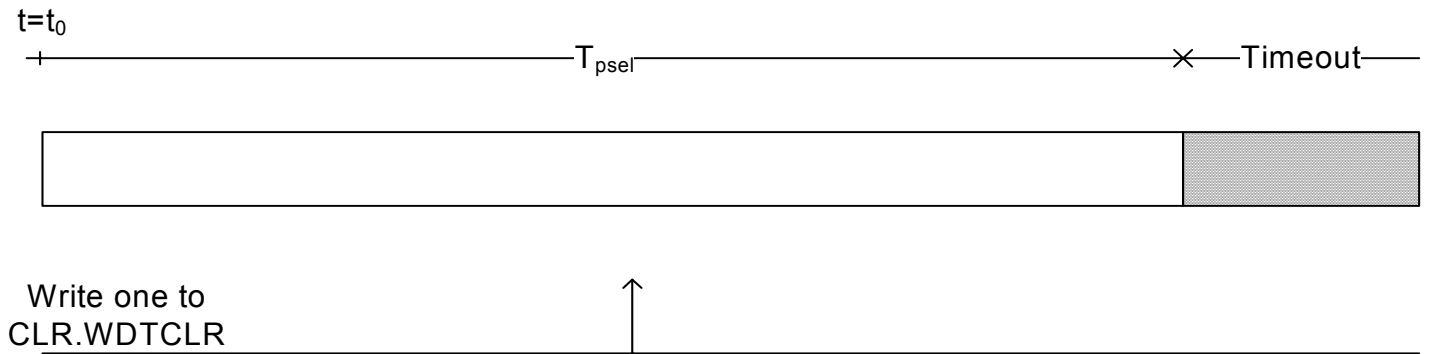 t=t₀
Tpsel
Timeout
Write one to
CLR.WDTCLR